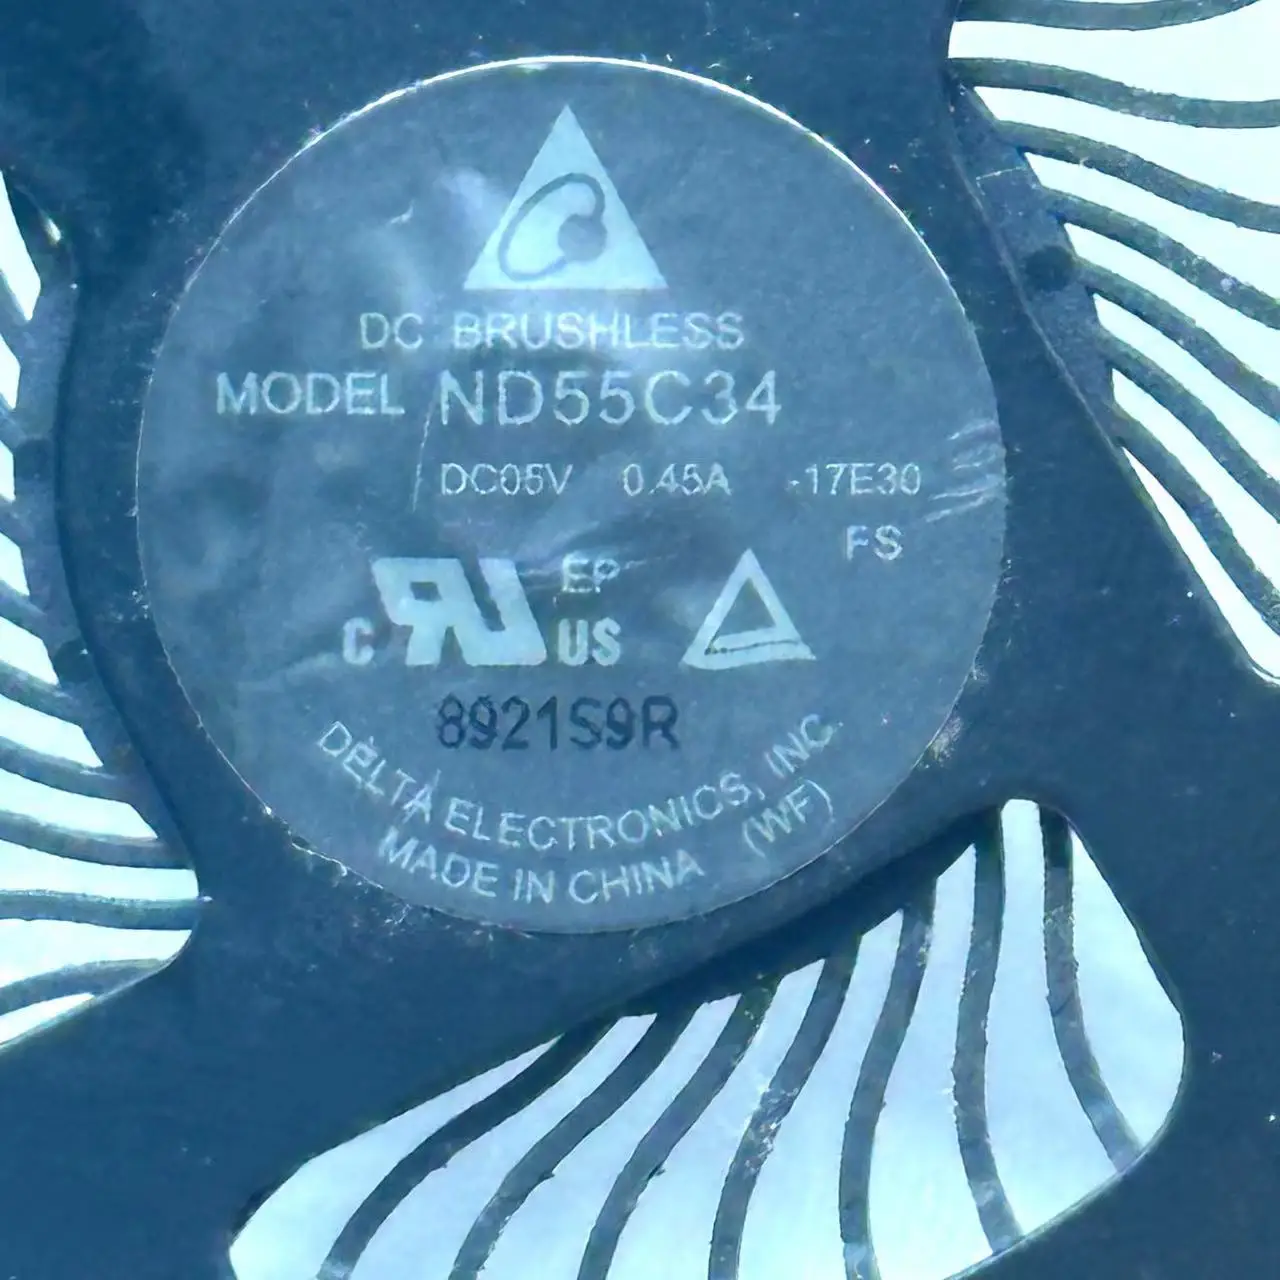 DC BRUSHLESS
MODEL ND55C34
DC05V 0.45A -17E30
FS
EP
c RU US
8921S9R
DELTA ELECTRONICS, INC.
MADE IN CHINA (WF)